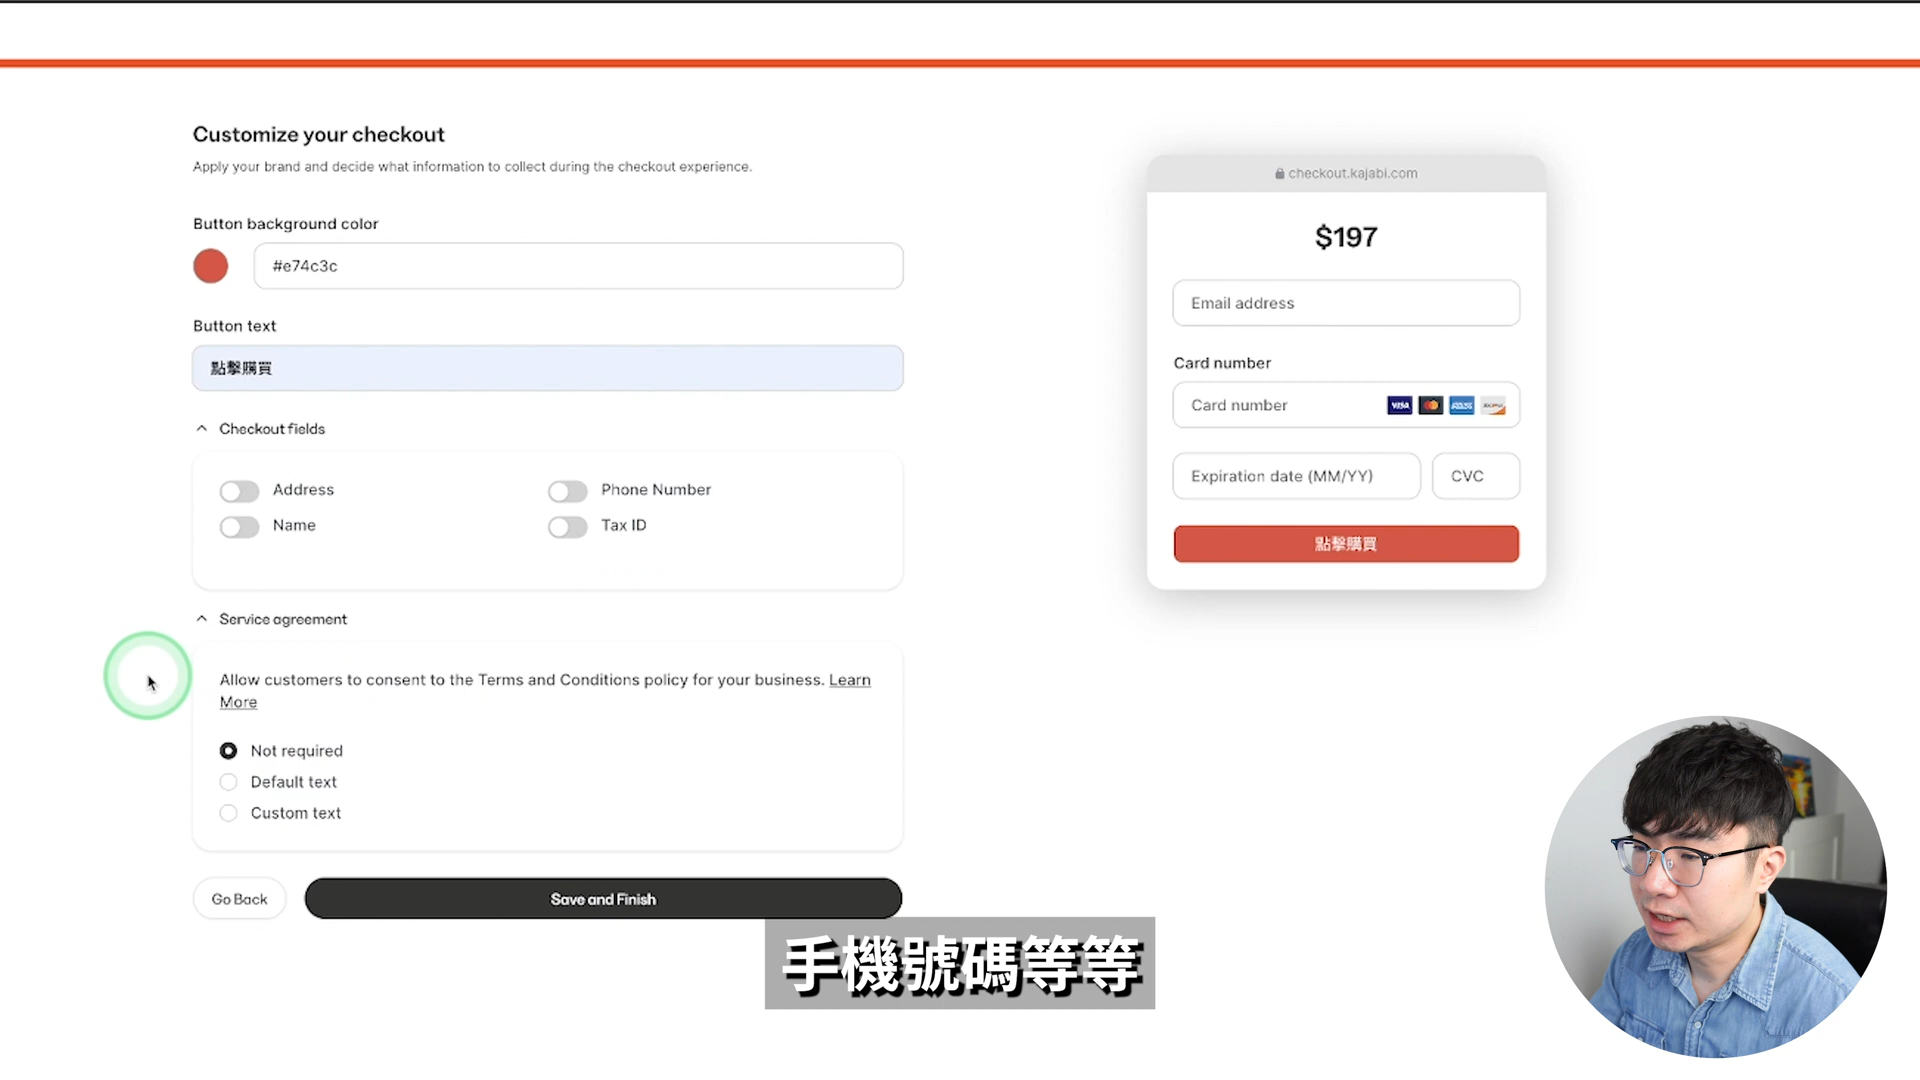 Customize your checkout
Apply your brand and decide what information to collect during the checkout experience.
Button background color
#e74c3c
Button text
點擊購買
Checkout fields
Address
Phone Number
Name
Tax ID
Service agreement
Allow customers to consent to the Terms and Conditions policy for your business. Learn
More
Not required
Default text
Custom text
Go Back
Save and Finish
checkout.kajabi.com
$197
Email address
Card number
Card number
VISA
Expiration date (MM/YY)
CVC
點擊購買
手機號碼等等